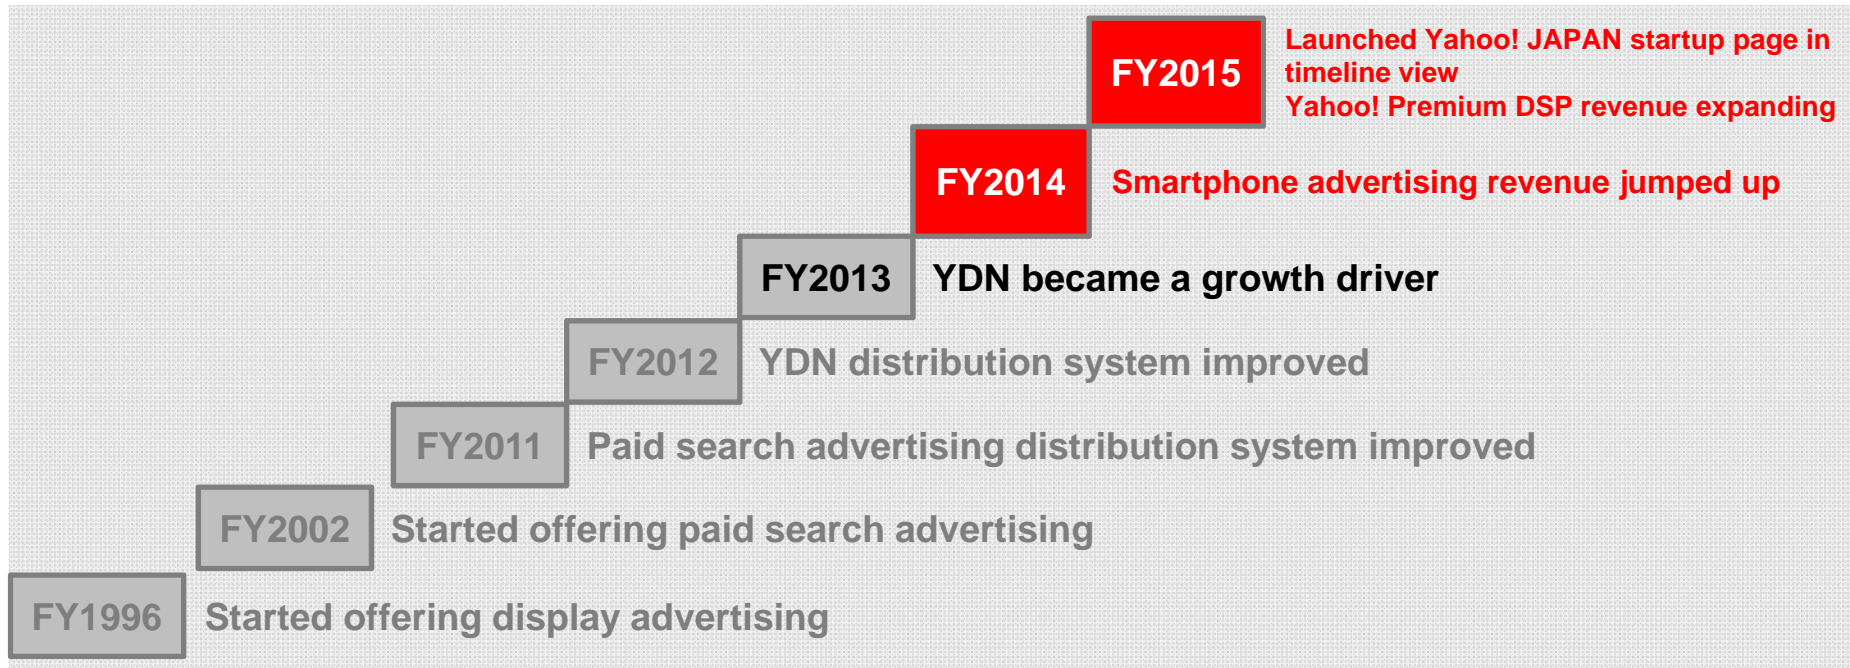 FY2015
Launched Yahoo! JAPAN startup page in
timeline view
Yahoo! Premium DSP revenue expanding
FY2014
Smartphone advertising revenue jumped up
FY2013
YDN became a growth driver
FY2012
YDN distribution system improved
FY2011
Paid search advertising distribution system improved
FY2002
Started offering paid search advertising
FY1996
Started offering display advertising